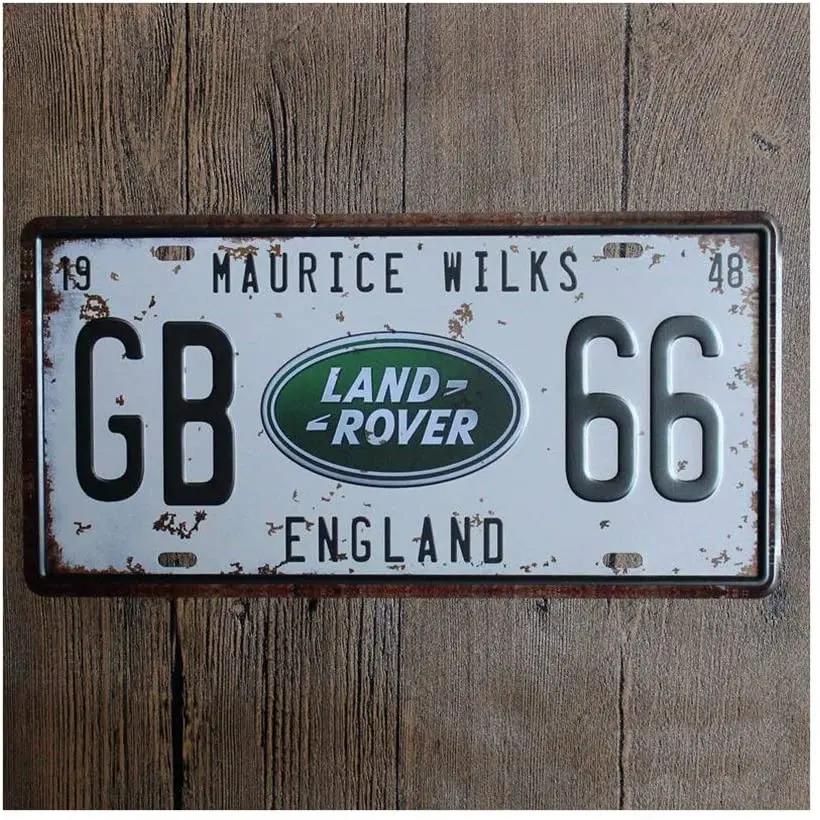 19 MAURICE WILKS 48
GB LAND ROVER 66
ENGLAND